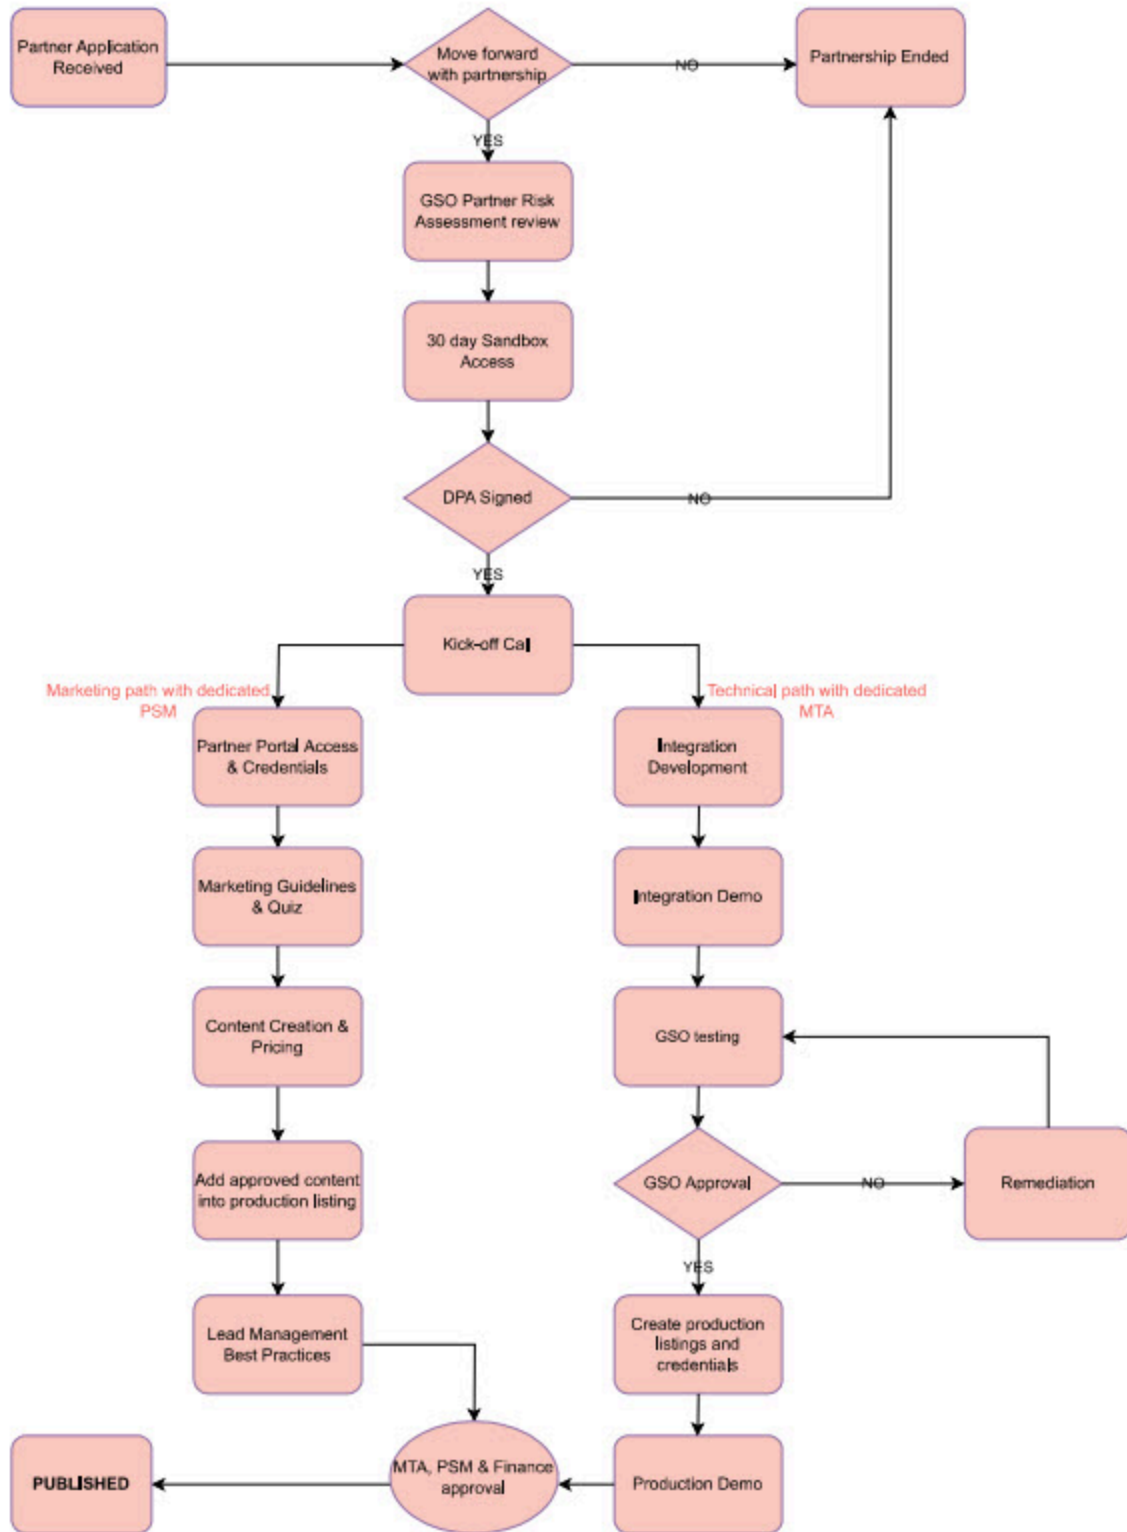 Partner Application
Received
Move forward
with partnership
NO
Partnership Ended
YES
GSO Partner Risk
Assessment review
30 day Sandbox
Access
DPA Signed
NO
YES
Kick-off Call
Marketing path with dedicated
PSM
Technical path with dedicated
MTA
Partner Portal Access
& Credentials
Integration
Development
Marketing Guidelines
& Quiz
Integration Demo
Content Creation &
Pricing
GSO testing
Add approved content
into production listing
GSO Approval
NO
Remediation
YES
Lead Management
Best Practices
Create production
listings and
credentials
PUBLISHED
MTA, PSM & Finance
approval
Production Demo